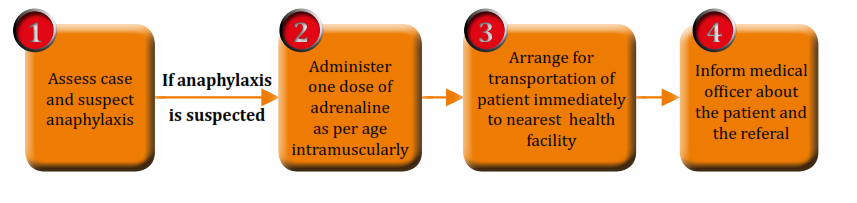 1
Assess case
and suspect
anaphylaxis
If anaphylaxis
is suspected
2
Administer
one dose of
adrenaline
as per age
intramuscularly
3
Arrange for
transportation of
patient immediately
to nearest health
facility
4
Inform medical
officer about
the patient and
the referal